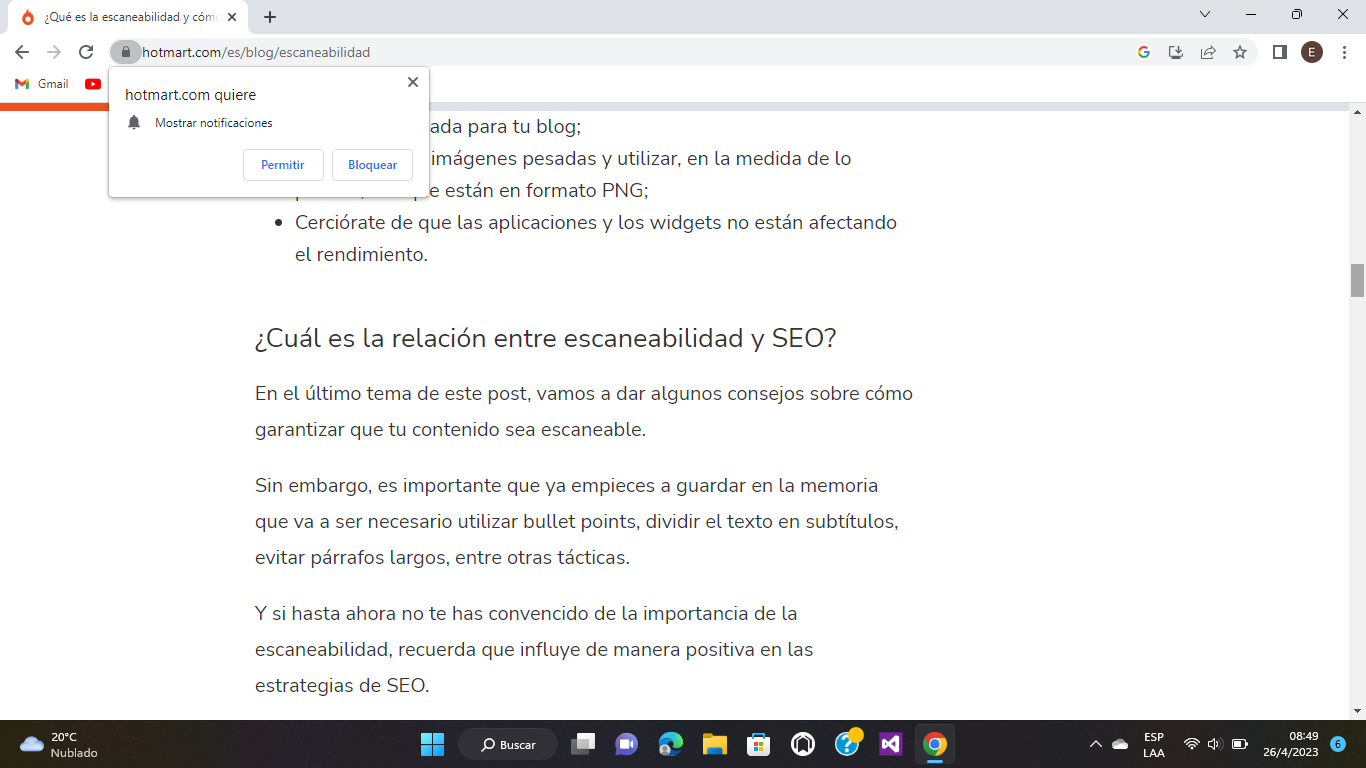 ¿Qué es la escaneabilidad y cómo
hotmart.com/es/blog/escaneabilidad
E
Gmail
hotmart.com quiere
Mostrar notificaciones
Permitir
Bloquear
ada para tu blog;
imágenes pesadas y utilizar, en la medida de lo
e están en formato PNG;
Cerciórate de que las aplicaciones y los widgets no están afectando
el rendimiento.
¿Cuál es la relación entre escaneabilidad y SEO?
En el último tema de este post, vamos a dar algunos consejos sobre cómo
garantizar que tu contenido sea escaneable.
Sin embargo, es importante que ya empieces a guardar en la memoria
que va a ser necesario utilizar bullet points, dividir el texto en subtítulos,
evitar párrafos largos, entre otras tácticas.
Y si hasta ahora no te has convencido de la importancia de la
escaneabilidad, recuerda que influye de manera positiva en las
estrategias de SEO.
20°C
Nublado
Buscar
ESP
LAA
08:49
26/4/2023
6